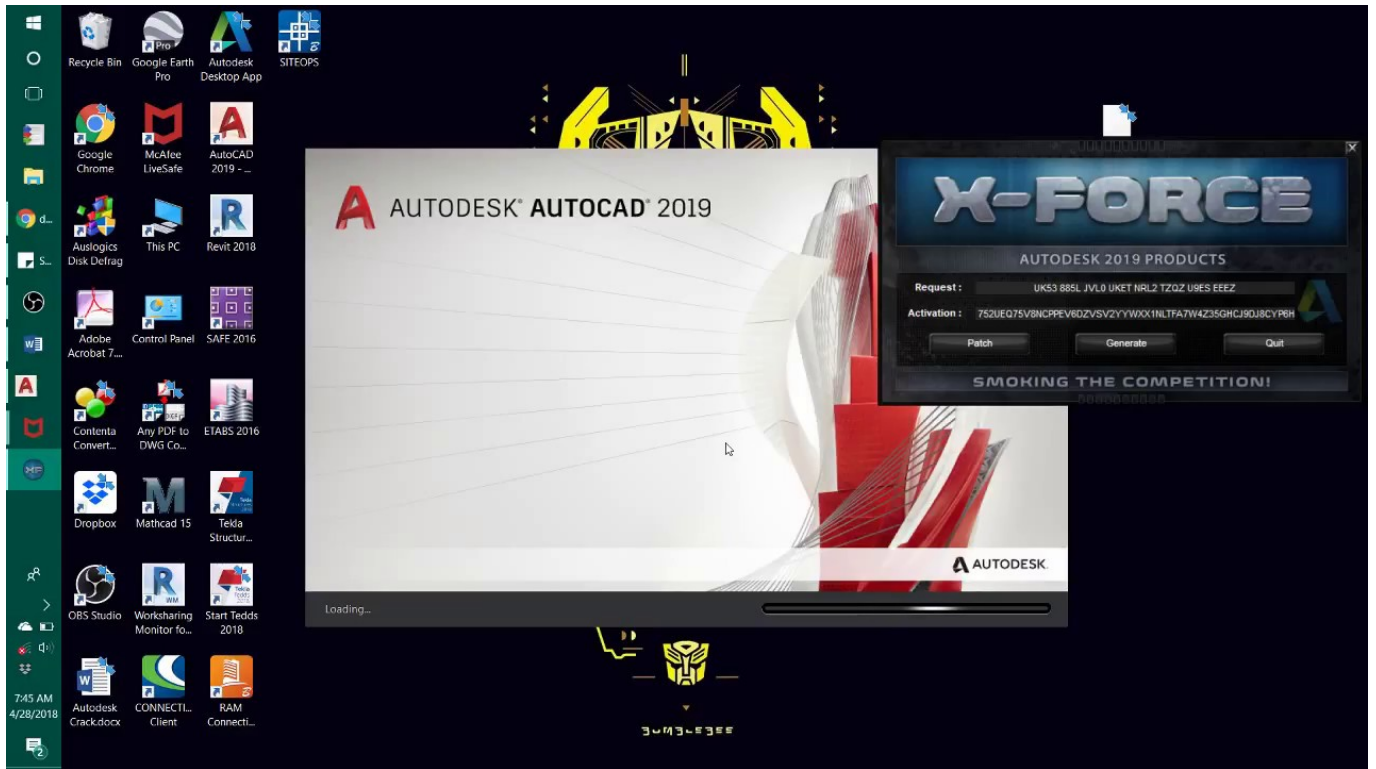 Recycle Bin
Google Earth
Pro
Autodesk
Desktop App
SITEOPS
Google
Chrome
McAfee
LiveSafe
AutoCAD
2019 - ...
Auslogics
Disk Defrag
This PC
Revit 2018
Adobe
Acrobat 7....
Control Panel
SAFE 2016
Contenta
Convert...
Any PDF to
DWG Co...
ETABS 2016
Dropbox
Mathcad 15
Tekla
Structur...
OBS Studio
Worksharing
Monitor fo...
Start Tedds
2018
Autodesk
Crack.docx
CONNECTI...
Client
RAM
Connecti...
d...
S...
7:45 AM
4/28/2018
2
AUTODESK® AUTOCAD® 2019
AUTODESK.
Loading...
X-FORCE
AUTODESK 2019 PRODUCTS
Request : UK53 885L JVL0 UKET NRL2 TZQZ U9ES EEEZ
Activation : 752UEQ75V8NCPPEV6DZVSV2YYWXX1NLTFA7W4Z35GHCJ9DJ8CYP6H
Patch Generate Quit
SMOKING THE COMPETITION!